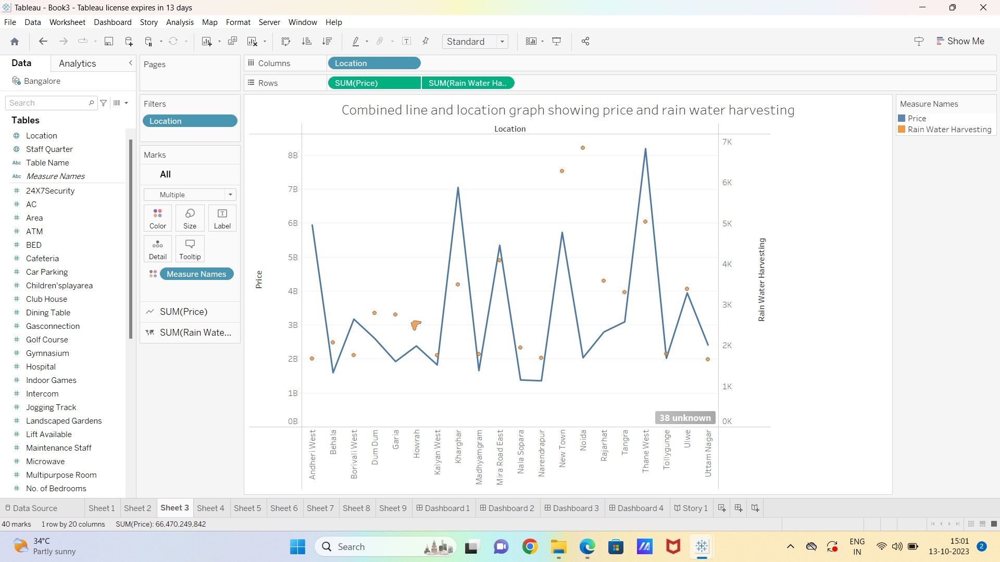 Tableau - Book3 - Tableau license expires in 13 days
File Data Worksheet Dashboard Story Analysis Map Format Server Window Help
Standard
Show Me
Data Analytics
Bangalore
Search
Tables
Location
Staff Quarter
Abc Table Name
Abc Measure Names
24X7Security
AC
Area
ATM
BED
Cafeteria
Car Parking
Children'splayarea
Club House
Dining Table
Gasconnection
Golf Course
Gymnasium
Hospital
Indoor Games
Intercom
Jogging Track
Landscaped Gardens
Lift Available
Maintenance Staff
Microwave
Multipurpose Room
No. of Bedrooms
Pages
Filters
Location
Marks
All
Multiple
Color Size Label
Detail Tooltip
Measure Names
SUM(Price)
SUM(Rain Wate...
Columns Location
Rows SUM(Price) SUM(Rain Water Ha..
Combined line and location graph showing price and rain water harvesting
Location
8B
7B
6B
5B
4B
3B
2B
1B
0B
Price
7K
6K
5K
4K
3K
2K
1K
0K
Rain Water Harvesting
38 unknown
Andheri West
Behala
Borivali West
Dum Dum
Garia
Howrah
Kalyan West
Kharghar
Madhyamgram
Mira Road East
Nala Sopara
Narendrapur
New Town
Noida
Rajarhat
Tangra
Thane West
Tollygunge
Ulwe
Uttam Nagar
Measure Names
Price
Rain Water Harvesting
Data Source Sheet 1 Sheet 2 Sheet 3 Sheet 4 Sheet 5 Sheet 6 Sheet 7 Sheet 8 Sheet 9 Dashboard 1 Dashboard 2 Dashboard 3 Dashboard 4 Story 1
40 marks 1 row by 20 columns SUM(Price): 66,470,249,842
34°C
Partly sunny
Search
ENG
IN
15:01
13-10-2023
2